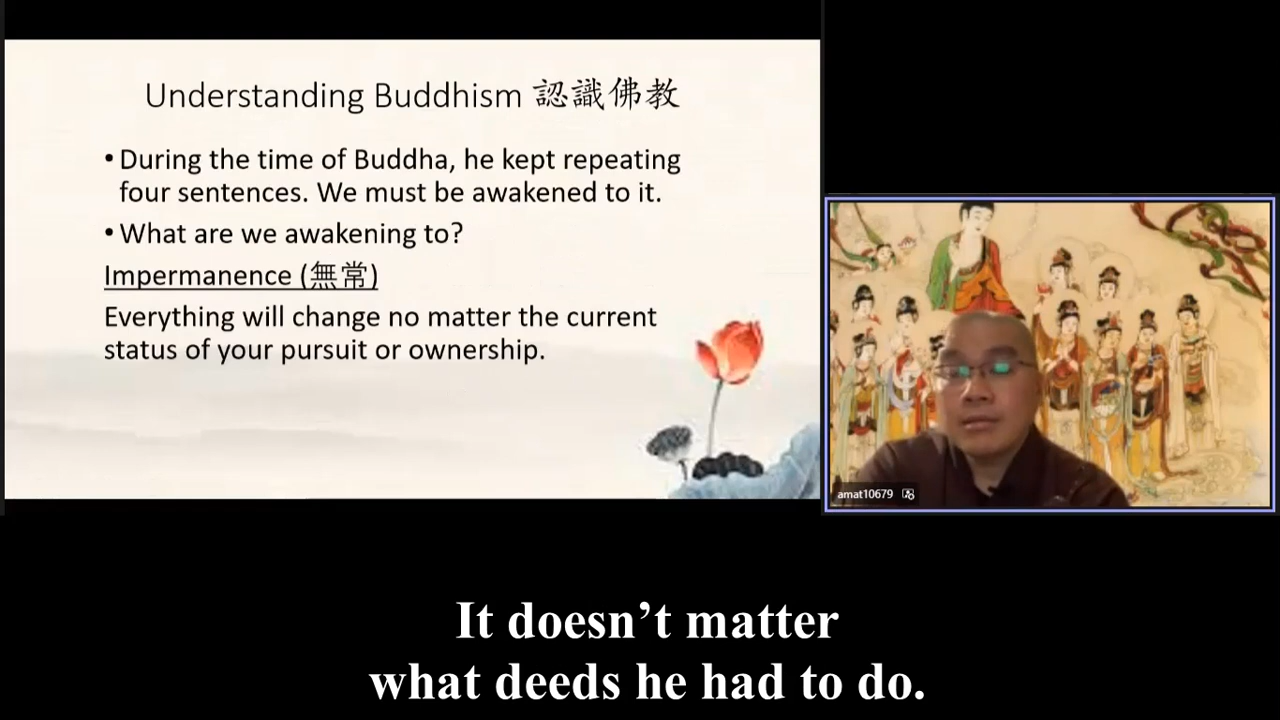 Understanding Buddhism 認識佛教
• During the time of Buddha, he kept repeating
four sentences. We must be awakened to it.
• What are we awakening to?
Impermanence (無常)
Everything will change no matter the current
status of your pursuit or ownership.
amat10679
It doesn’t matter
what deeds he had to do.